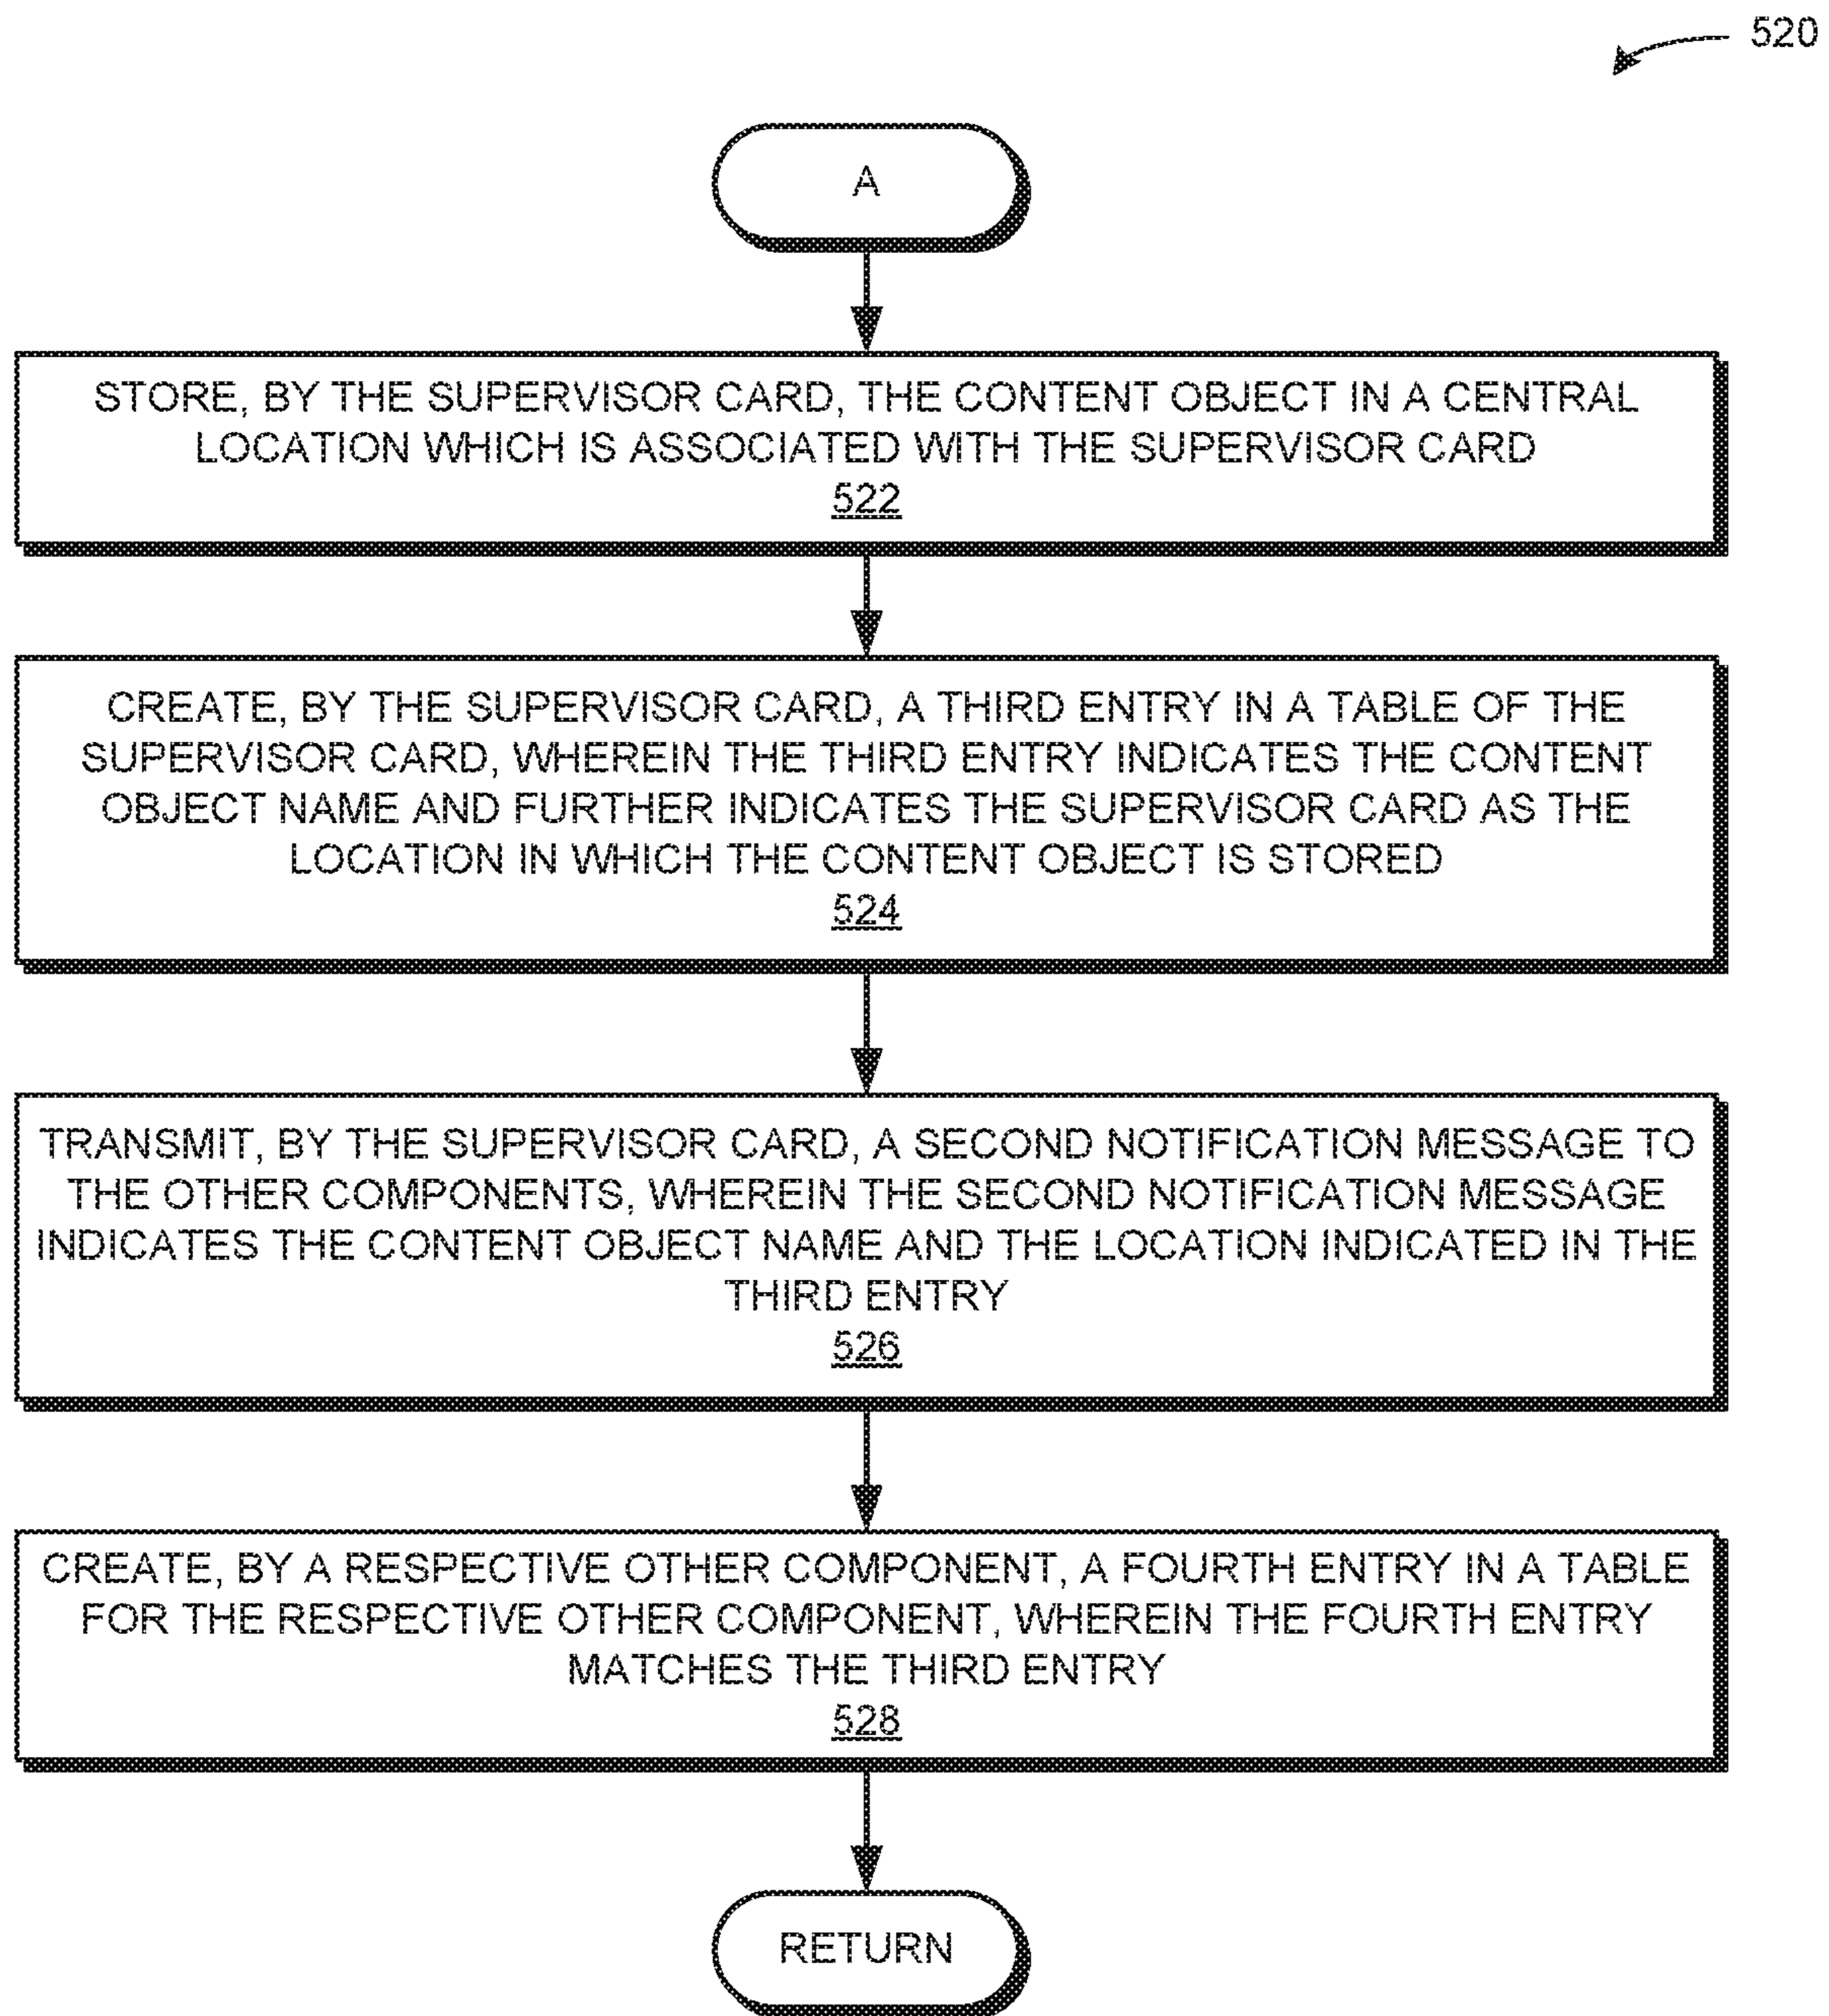 520
A
STORE, BY THE SUPERVISOR CARD, THE CONTENT OBJECT IN A CENTRAL
LOCATION WHICH IS ASSOCIATED WITH THE SUPERVISOR CARD
522
CREATE, BY THE SUPERVISOR CARD, A THIRD ENTRY IN A TABLE OF THE
SUPERVISOR CARD, WHEREIN THE THIRD ENTRY INDICATES THE CONTENT
OBJECT NAME AND FURTHER INDICATES THE SUPERVISOR CARD AS THE
LOCATION IN WHICH THE CONTENT OBJECT IS STORED
524
TRANSMIT, BY THE SUPERVISOR CARD, A SECOND NOTIFICATION MESSAGE TO
THE OTHER COMPONENTS, WHEREIN THE SECOND NOTIFICATION MESSAGE
INDICATES THE CONTENT OBJECT NAME AND THE LOCATION INDICATED IN THE
THIRD ENTRY
526
CREATE, BY A RESPECTIVE OTHER COMPONENT, A FOURTH ENTRY IN A TABLE
FOR THE RESPECTIVE OTHER COMPONENT, WHEREIN THE FOURTH ENTRY
MATCHES THE THIRD ENTRY
528
RETURN